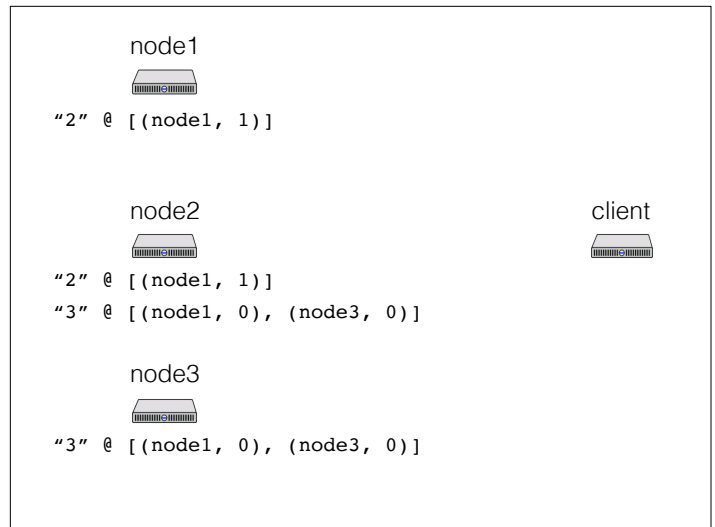 node1
“2” @ [(node1, 1)]
node2
client
“2” @ [(node1, 1)]
“3” @ [(node1, 0), (node3, 0)]
node3
“3” @ [(node1, 0), (node3, 0)]